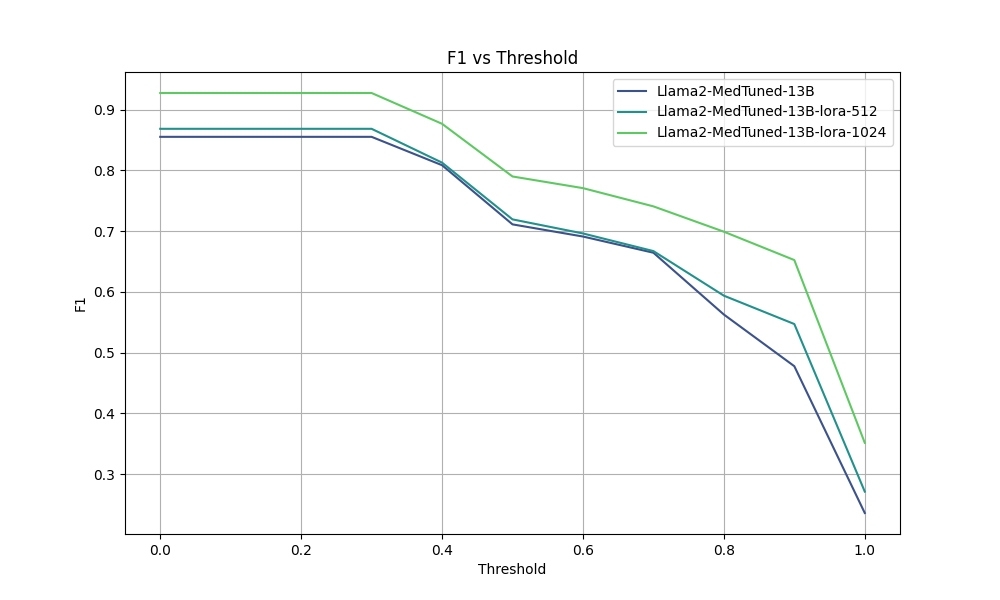 F1 vs Threshold
Llama2-MedTuned-13B
Llama2-MedTuned-13B-lora-512
Llama2-MedTuned-13B-lora-1024
0.9
0.8
0.7
0.6
0.5
0.4
0.3
F1
0.0 0.2 0.4 0.6 0.8 1.0
Threshold